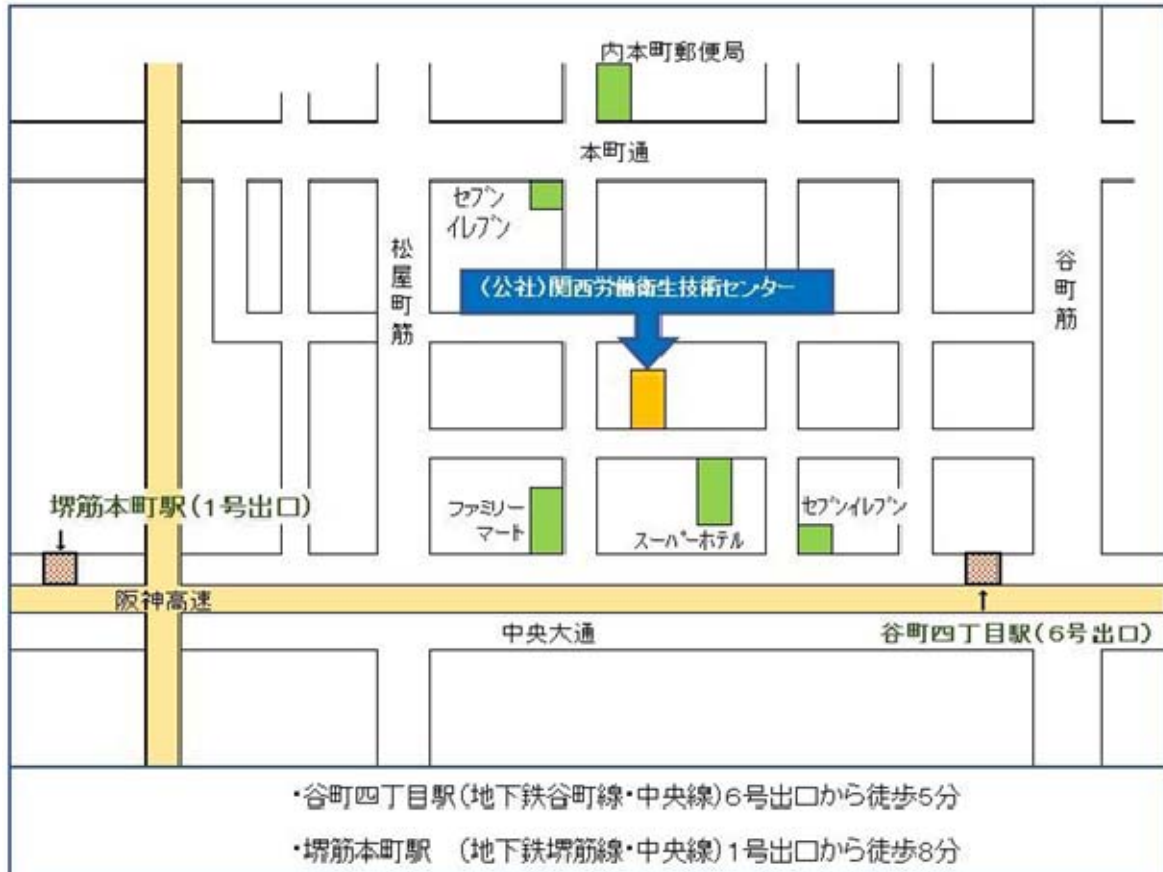 内本町郵便局
本町通
セブン
イレブン
松屋町筋
谷町筋
(公社)関西労働衛生技術センター
堺筋本町駅(1号出口)
ファミリー
マート
スーパーホテル
セブンイレブン
阪神高速
中央大通
谷町四丁目駅(6号出口)
・谷町四丁目駅(地下鉄谷町線・中央線)6号出口から徒歩5分
・堺筋本町駅 (地下鉄堺筋線・中央線)1号出口から徒歩8分